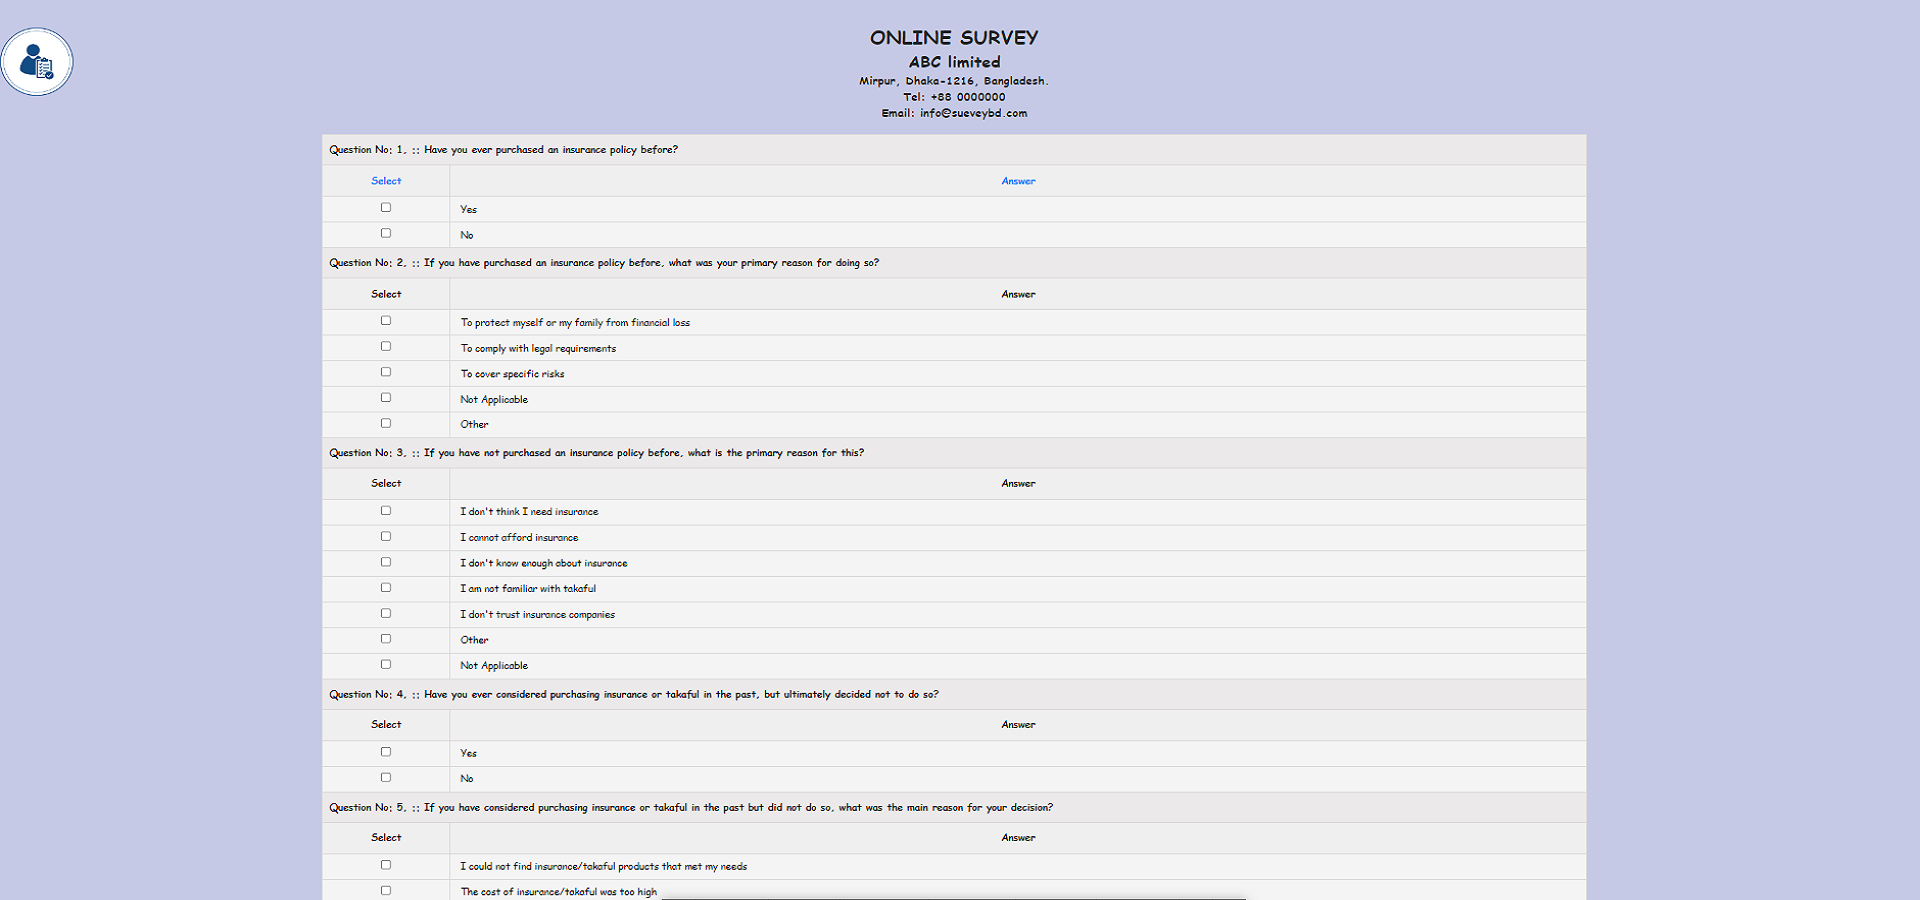 ONLINE SURVEY
ABC limited
Mirpur, Dhaka-1216, Bangladesh.
Tel: +88 0000000
Email: info@sueveybd.com
Question No: 1. :: Have you ever purchased an insurance policy before?
Select Answer
Yes
No
Question No: 2. :: If you have purchased an insurance policy before, what was your primary reason for doing so?
Select Answer
To protect myself or my family from financial loss
To comply with legal requirements
To cover specific risks
Not Applicable
Other
Question No: 3. :: If you have not purchased an insurance policy before, what is the primary reason for this?
Select Answer
I don't think I need insurance
I cannot afford insurance
I don't know enough about insurance
I am not familiar with takaful
I don't trust insurance companies
Other
Not Applicable
Question No: 4. :: Have you ever considered purchasing insurance or takaful in the past, but ultimately decided not to do so?
Select Answer
Yes
No
Question No: 5. :: If you have considered purchasing insurance or takaful in the past but did not do so, what was the main reason for your decision?
Select Answer
I could not find insurance/takaful products that met my needs
The cost of insurance/takaful was too high